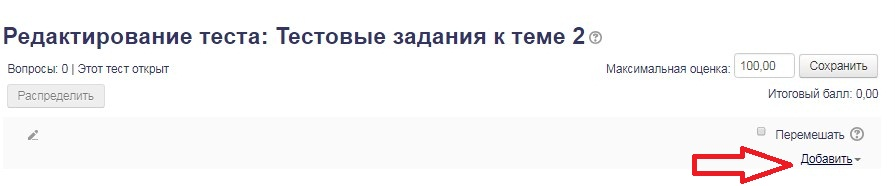 Редактирование теста: Тестовые задания к теме 2
Вопросы: 0 | Этот тест открыт
Максимальная оценка: 100,00 Сохранить
Распределить
Итоговый балл: 0,00
Перемешать
Добавить